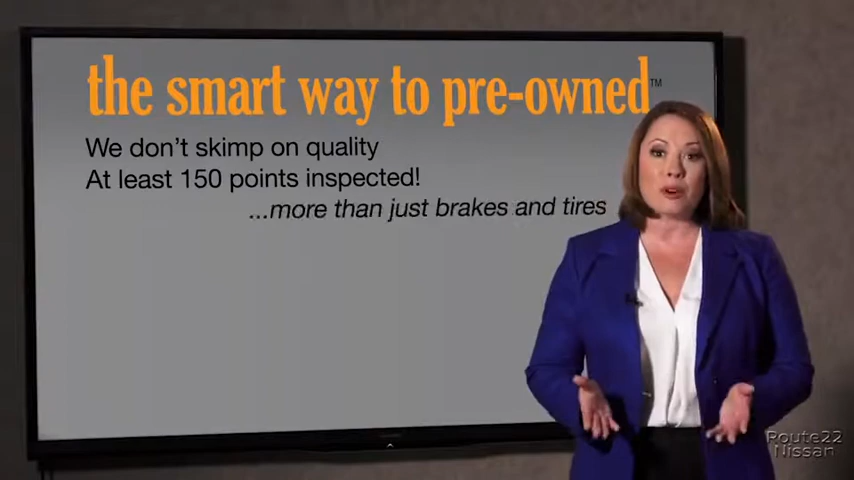 the smart way to pre-owned™
We don't skimp on quality
At least 150 points inspected!
...more than just brakes and tires
Route22
Nissan